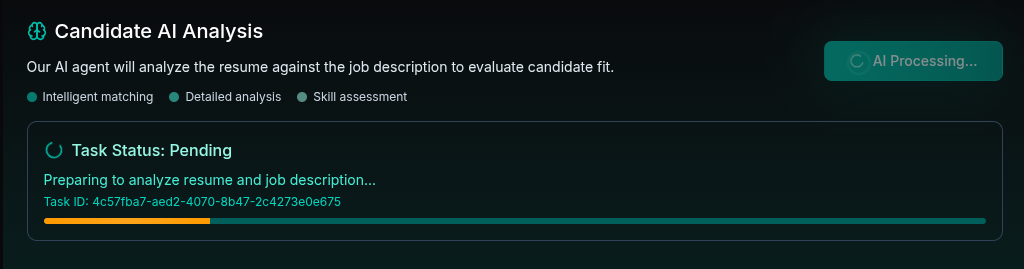 Candidate AI Analysis
Our AI agent will analyze the resume against the job description to evaluate candidate fit.
AI Processing...
Intelligent matching Detailed analysis Skill assessment
Task Status: Pending
Preparing to analyze resume and job description...
Task ID: 4c57fba7-aed2-4070-8b47-2c4273e0e675